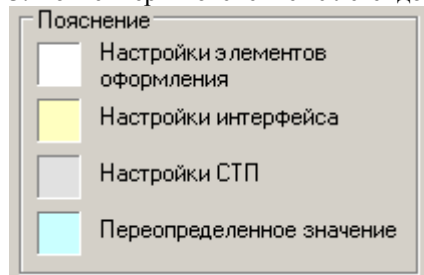 Пояснение
Настройки элементов
оформления
Настройки интерфейса
Настройки СТП
Переопределенное значение